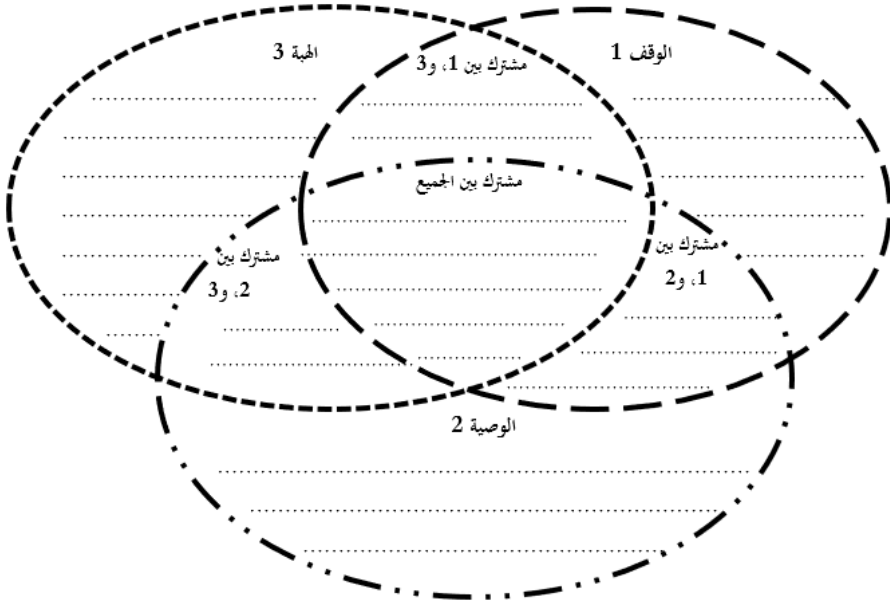 الوقف 1
الهبة 3
مشترك بين 1، و3
مشترك بين الجميع
مشترك بين
1، و2
مشترك بين
2، و3
الوصية 2